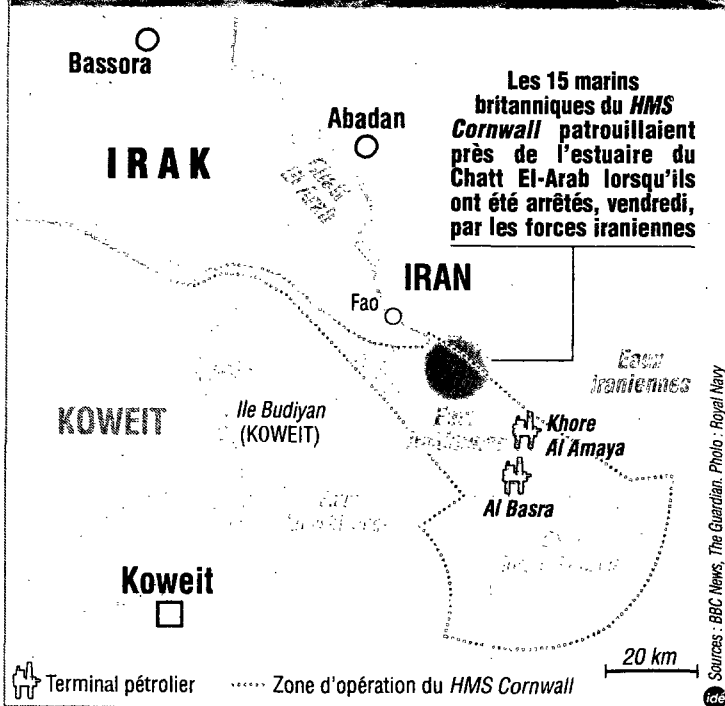 Bassora
IRAK
Abadan
Les 15 marins
britanniques du HMS
Cornwall patrouillaient
près de l'estuaire du
Chatt El-Arab lorsqu'ils
ont été arrêtés, vendredi,
par les forces iraniennes
IRAN
Fao
Eaux
iraniennes
KOWEIT
Ile Budiyan
(KOWEIT)
Khore
Al Amaya
Al Basra
Koweit
20 km
Terminal pétrolier
Zone d'opération du HMS Cornwall
Sources : BBC News, The Guardian. Photo : Royal Navy
idé